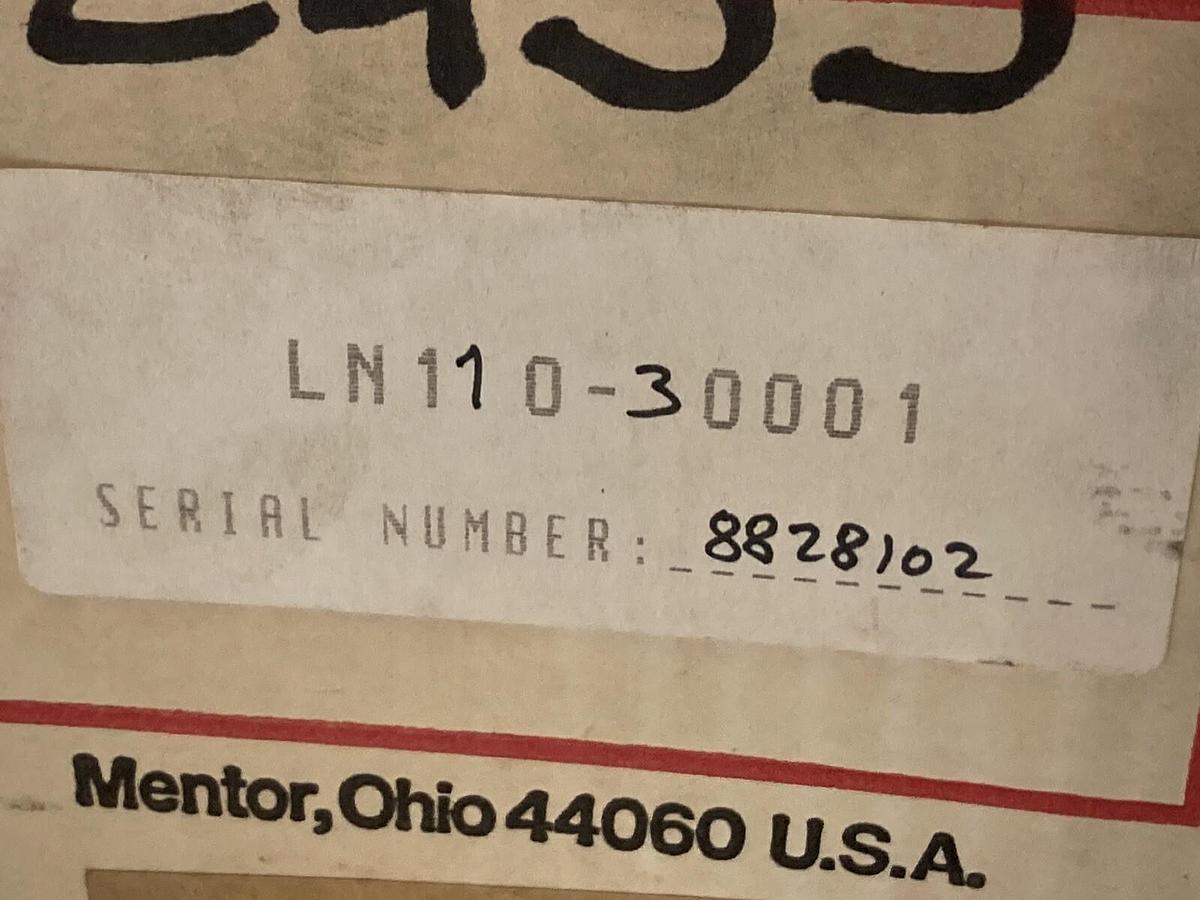 LN110-30001
SERIAL NUMBER: 8828102
Mentor, Ohio 44060 U.S.A.